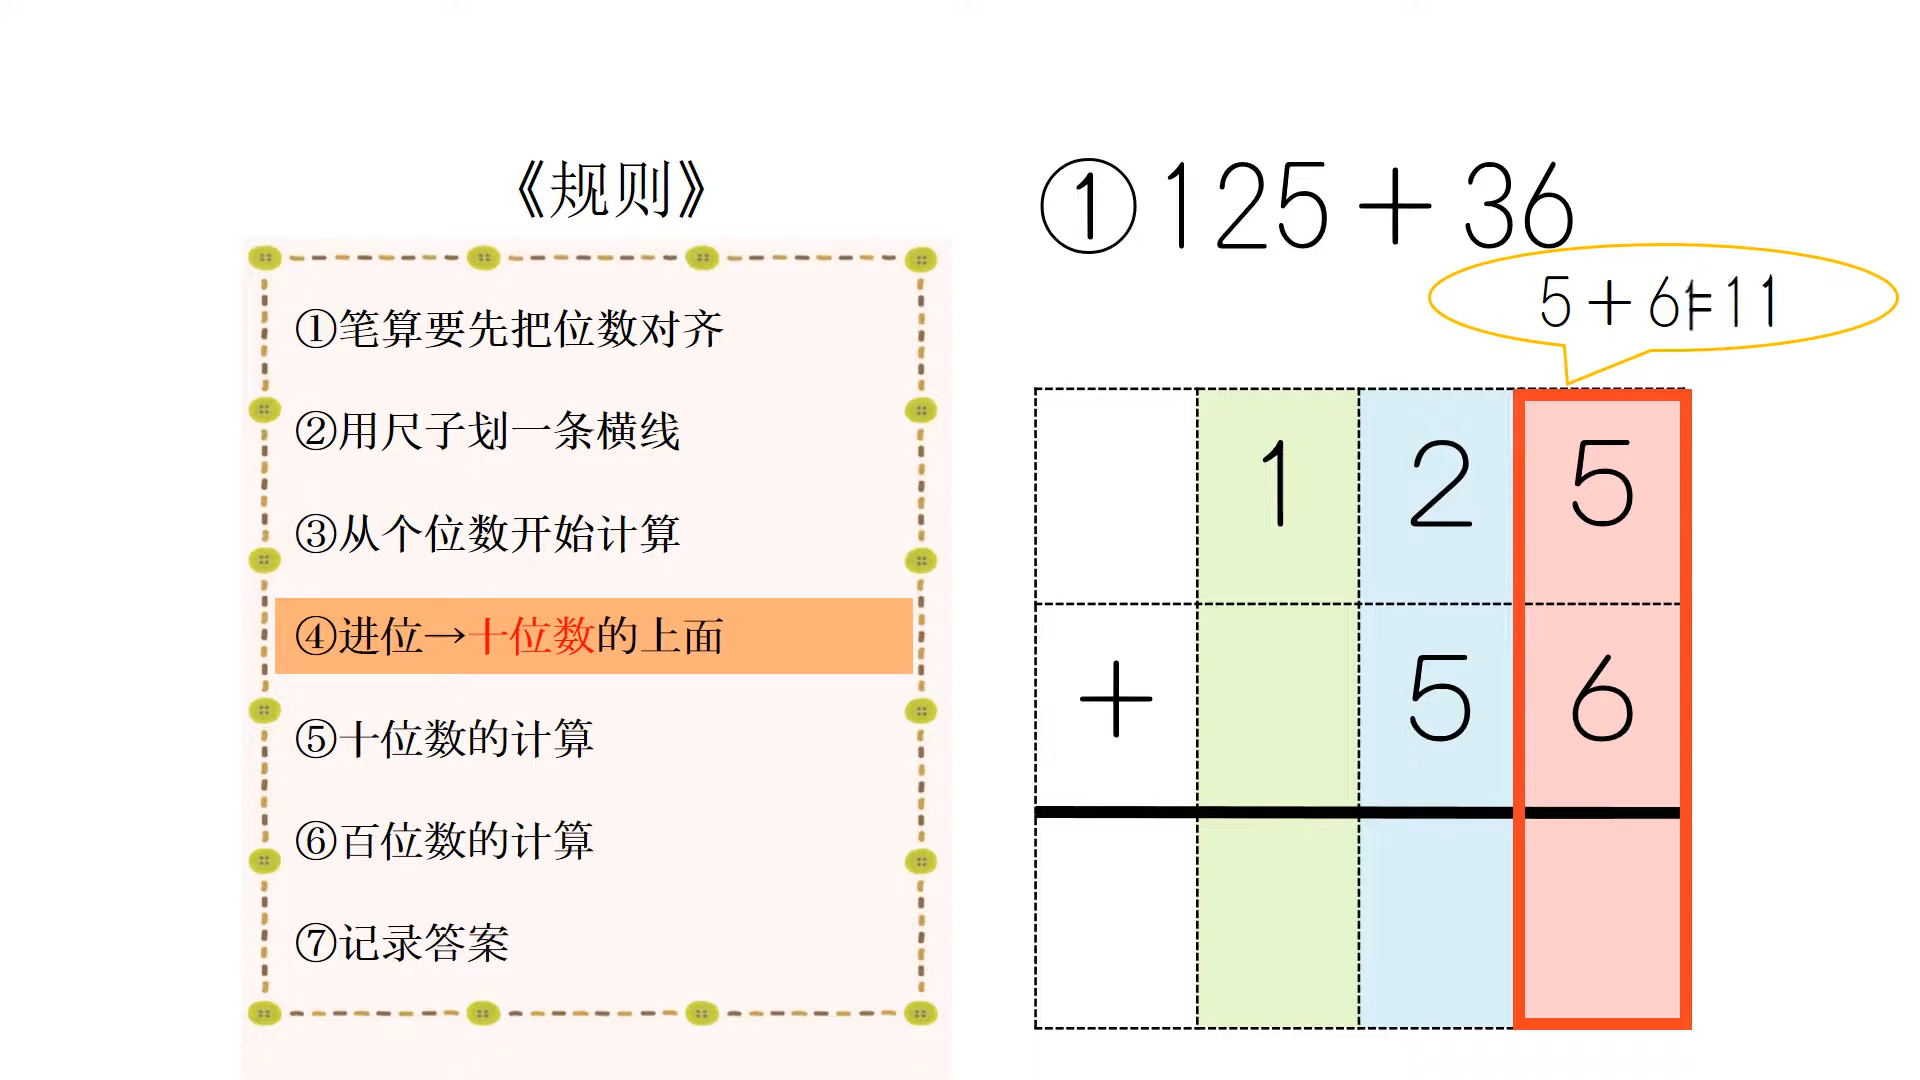 《规则》
①笔算要先把位数对齐
②用尺子划一条横线
③从个位数开始计算
④进位→十位数的上面
⑤十位数的计算
⑥百位数的计算
⑦记录答案
①125+36
5+6=11
1 2 5
+ 5 6